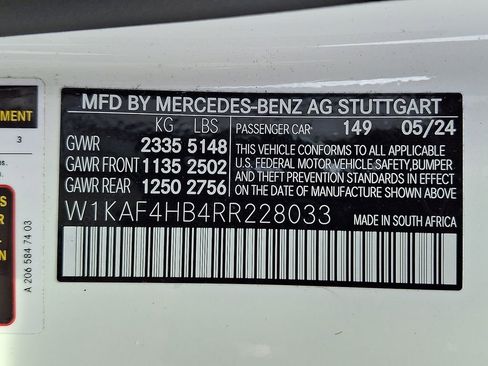 MFD BY MERCEDES-BENZ AG STUTTGART
KG LBS
GVWR 2335 5148
GAWR FRONT 1135 2502
GAWR REAR 1250 2756
PASSENGER CAR 149 05/24
THIS VEHICLE CONFORMS TO ALL APPLICABLE
U.S. FEDERAL MOTOR VEHICLE SAFETY, BUMPER
AND THEFT PREVENTION STANDARDS IN EFFECT
ON THE DATE OF MANUFACTURE SHOWN ABOVE.
W1KAF4HB4RR228033 MADE IN SOUTH AFRICA
3
A 206 584 74 03